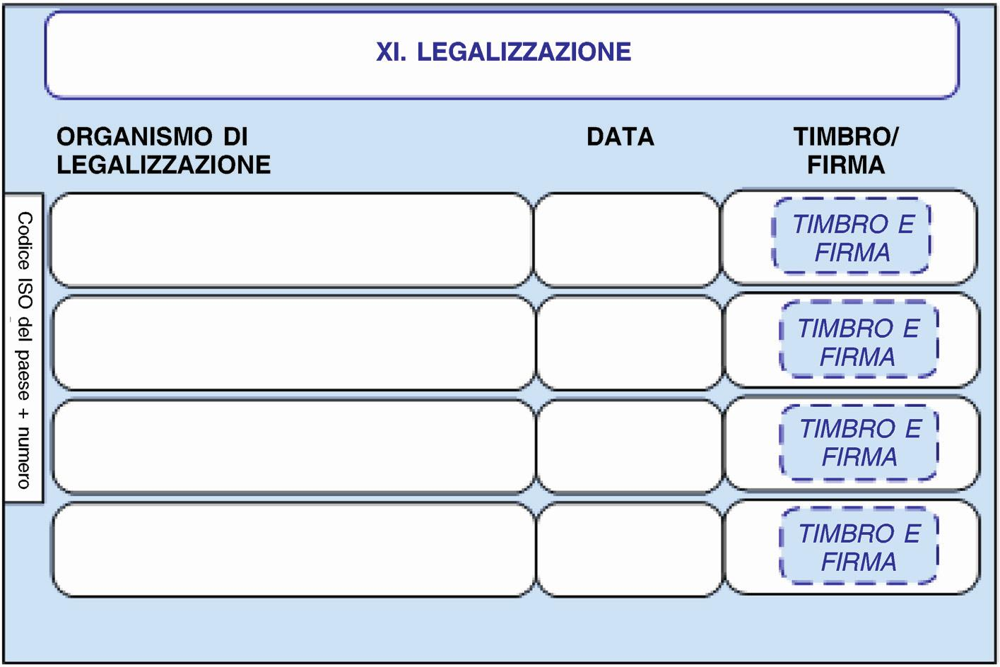 XI. LEGALIZZAZIONE
ORGANISMO DI
LEGALIZZAZIONE
DATA
TIMBRO/
FIRMA
Codice ISO del paese + numero
TIMBRO E
FIRMA
TIMBRO E
FIRMA
TIMBRO E
FIRMA
TIMBRO E
FIRMA